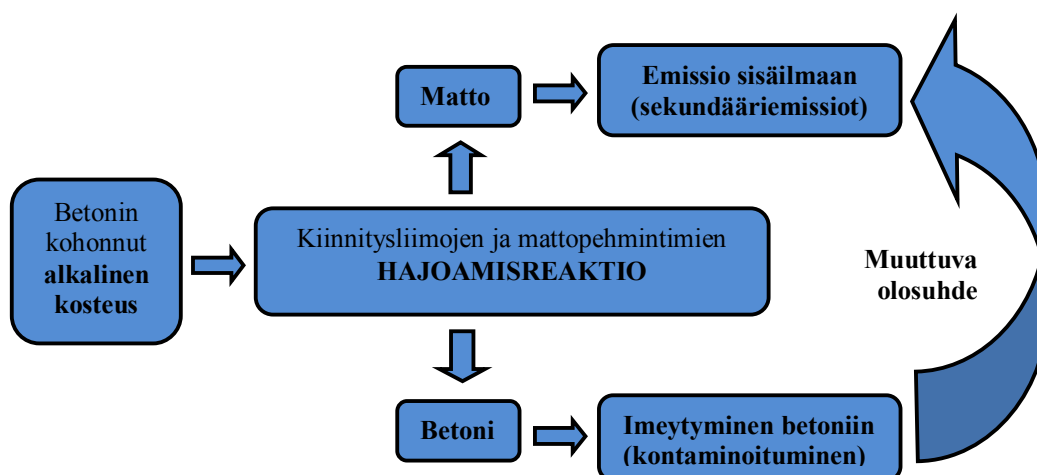 Betonin
kohonnut
alkalinen
kosteus
Kiinnitysliimojen ja mattopehmintimien
HAJOAMISREAKTIO
Matto
Emissio sisäilmaan
(sekundääriemissiot)
Betoni
Imeytyminen betoniin
(kontaminoituminen)
Muuttuva
olosuhde